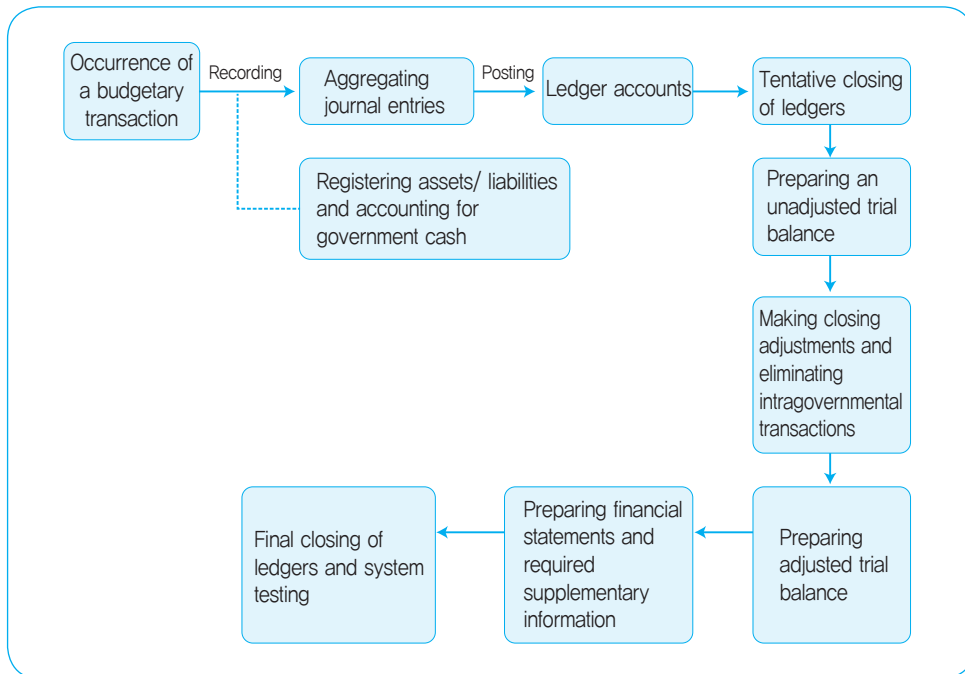 Occurrence of
a budgetary
transaction
Recording
Aggregating
journal entries
Posting
Ledger accounts
Tentative closing
of ledgers
Registering assets/ liabilities
and accounting for
government cash
Preparing an
unadjusted trial
balance
Making closing
adjustments and
eliminating
intragovernmental
transactions
Preparing
adjusted trial
balance
Preparing financial
statements and
required
supplementary
information
Final closing of
ledgers and system
testing